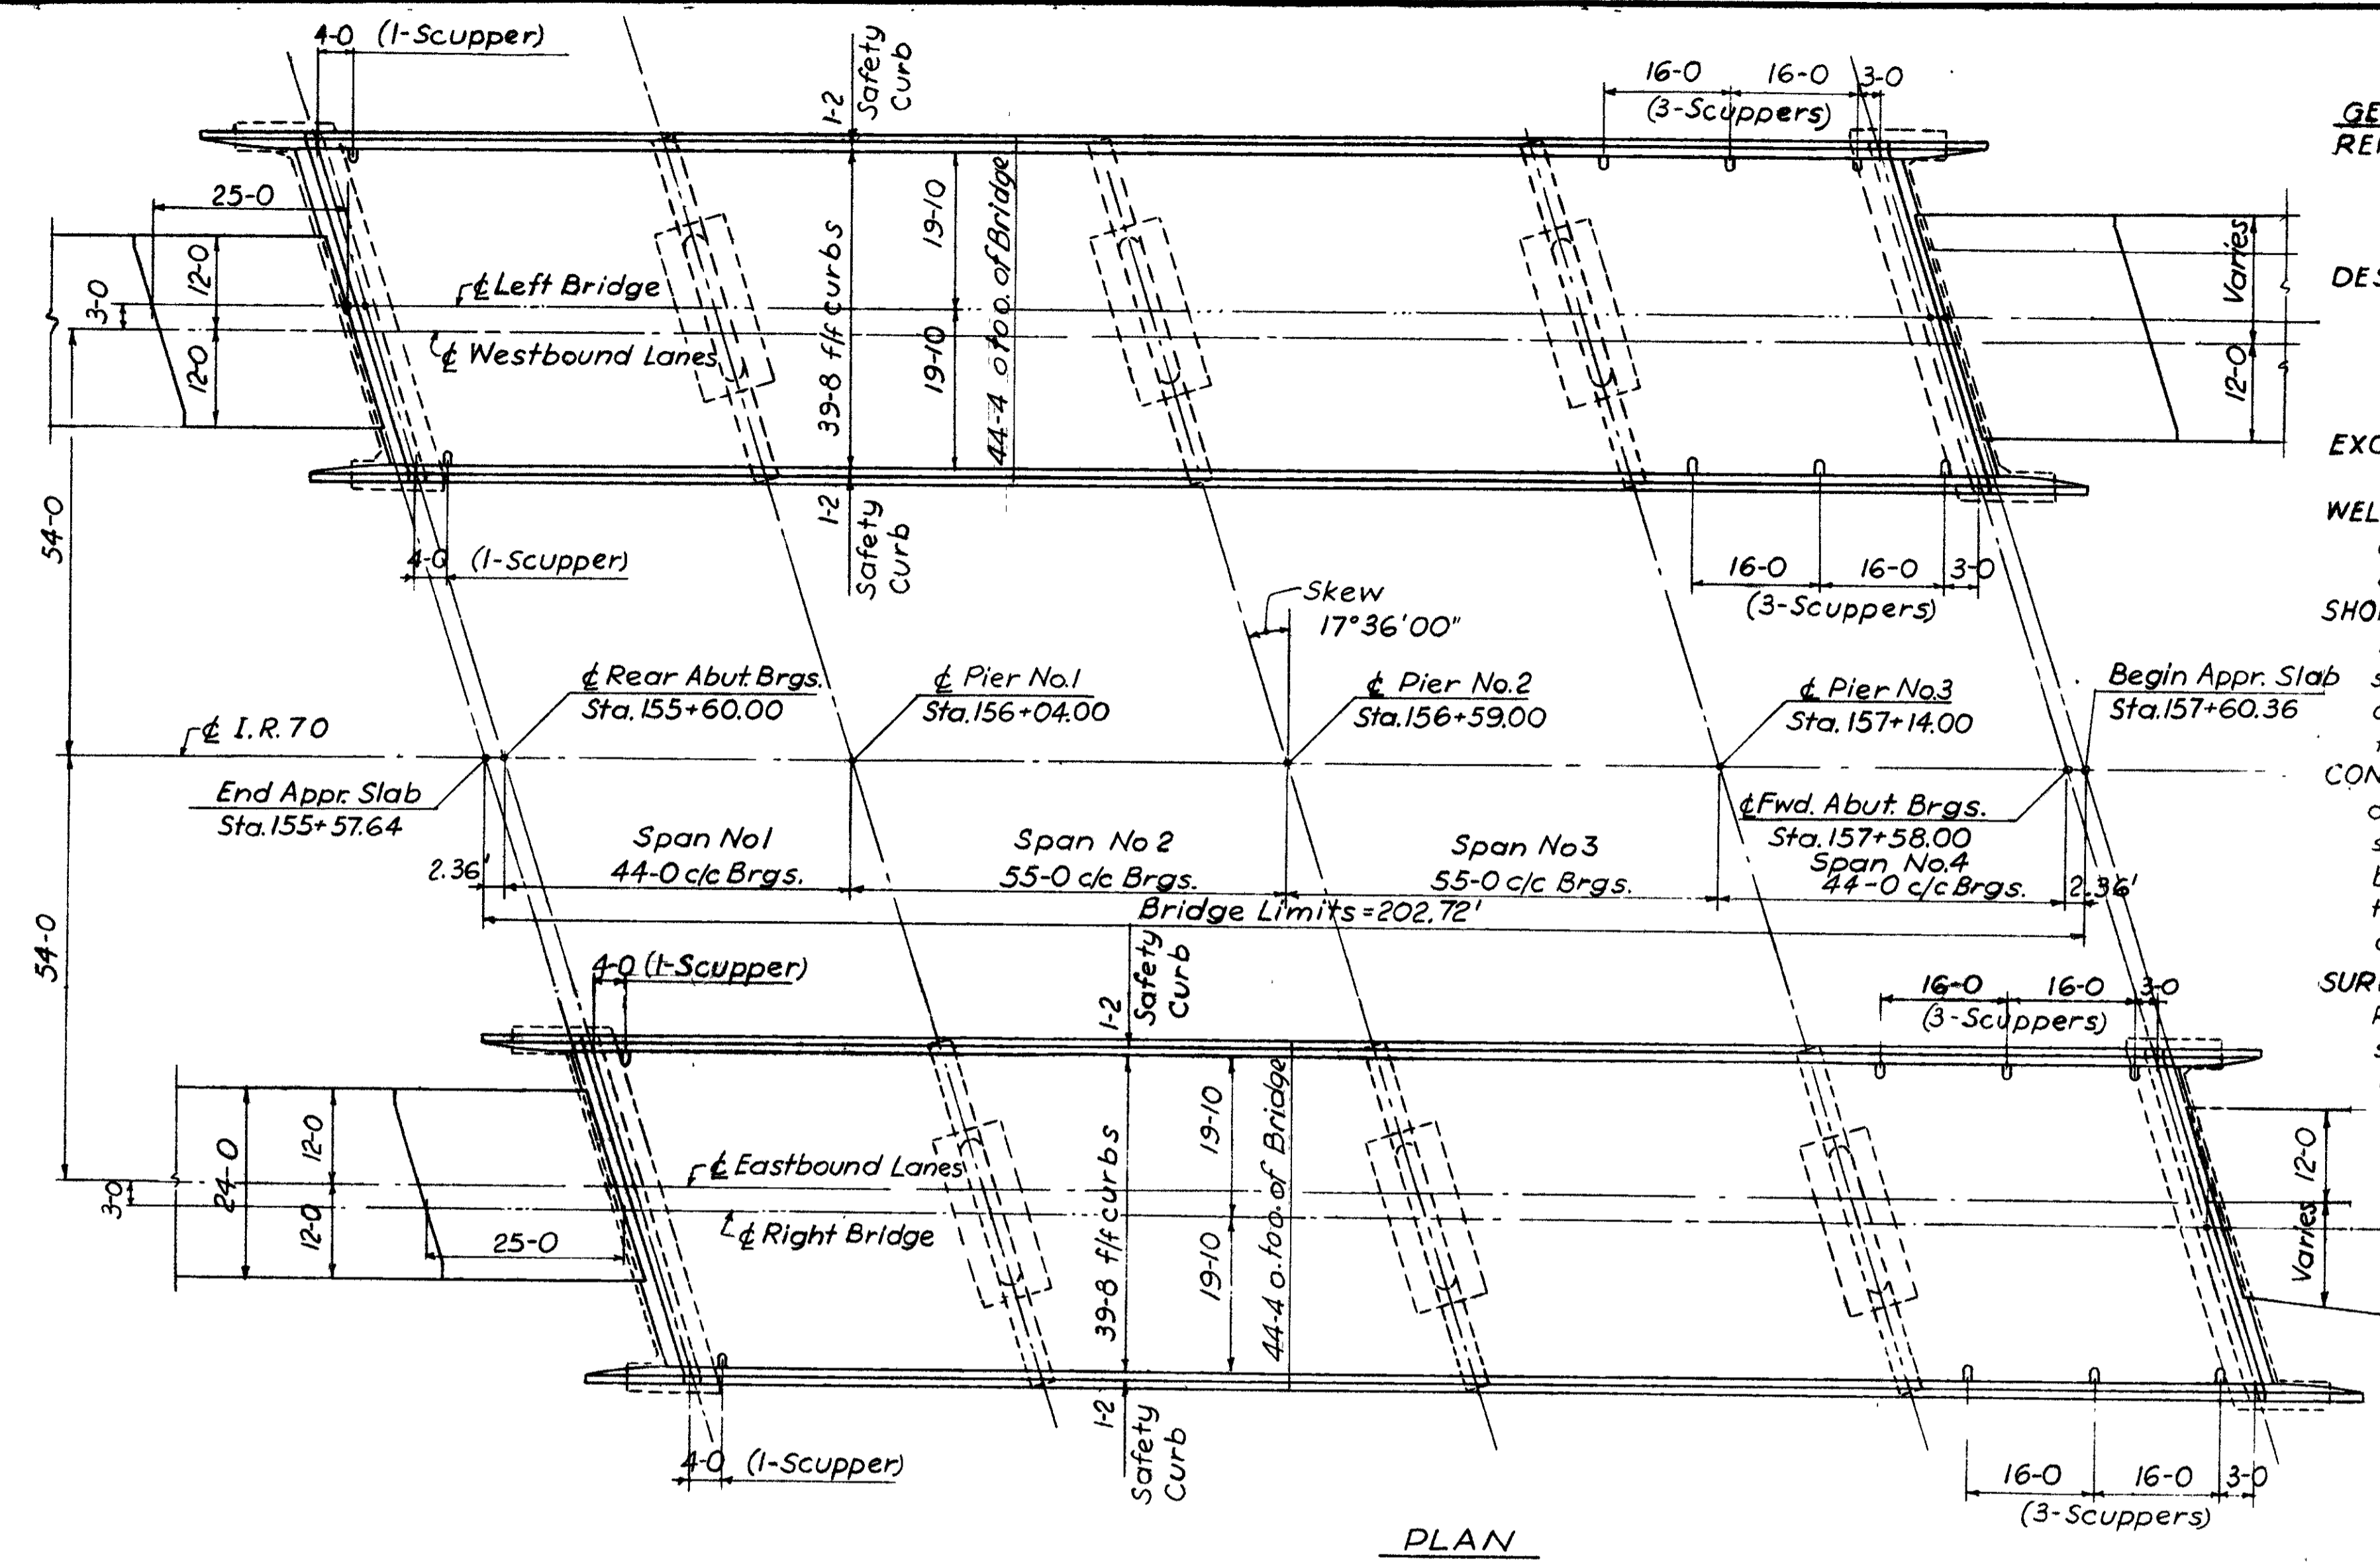 4-0 (1-Scupper)
1-2
Safety
Curb
16-0 16-0 3-0
(3-Scuppers)
25-0
12-0
3-0
12-0
℄ Left Bridge
℄ Westbound Lanes
39-8 f/f curbs
19-10
19-10
44-4 o. to o. of Bridge
Varies
12-0
54-0
4-0 (1-Scupper)
1-2
Safety
Curb
16-0 16-0 3-0
(3-Scuppers)
Skew
17°36'00"
℄ Rear Abut. Brgs.
Sta. 155+60.00
℄ Pier No.1
Sta. 156+04.00
℄ Pier No.2
Sta. 156+59.00
℄ Pier No.3
Sta. 157+14.00
Begin Appr. Slab
Sta. 157+60.36
℄ I.R. 70
End Appr. Slab
Sta. 155+57.64
℄ Fwd. Abut. Brgs.
Sta. 157+58.00
2.36'
Span No 1
44-0 c/c Brgs.
Span No 2
55-0 c/c Brgs.
Span No 3
55-0 c/c Brgs.
Span No.4
44-0 c/c Brgs.
2.36'
Bridge Limits = 202.72'
54-0
4-0 (1-Scupper)
1-2
Safety
Curb
16-0 16-0 3-0
(3-Scuppers)
24-0
12-0
3-0
12-0
25-0
℄ Eastbound Lanes
℄ Right Bridge
39-8 f/f curbs
19-10
19-10
44-4 o. to o. of Bridge
12-0
Varies
4-0 (1-Scupper)
1-2
Safety
Curb
16-0 16-0 3-0
(3-Scuppers)
PLAN
GE
RE
DES
EXC
WEL
SHO
CON
SUR